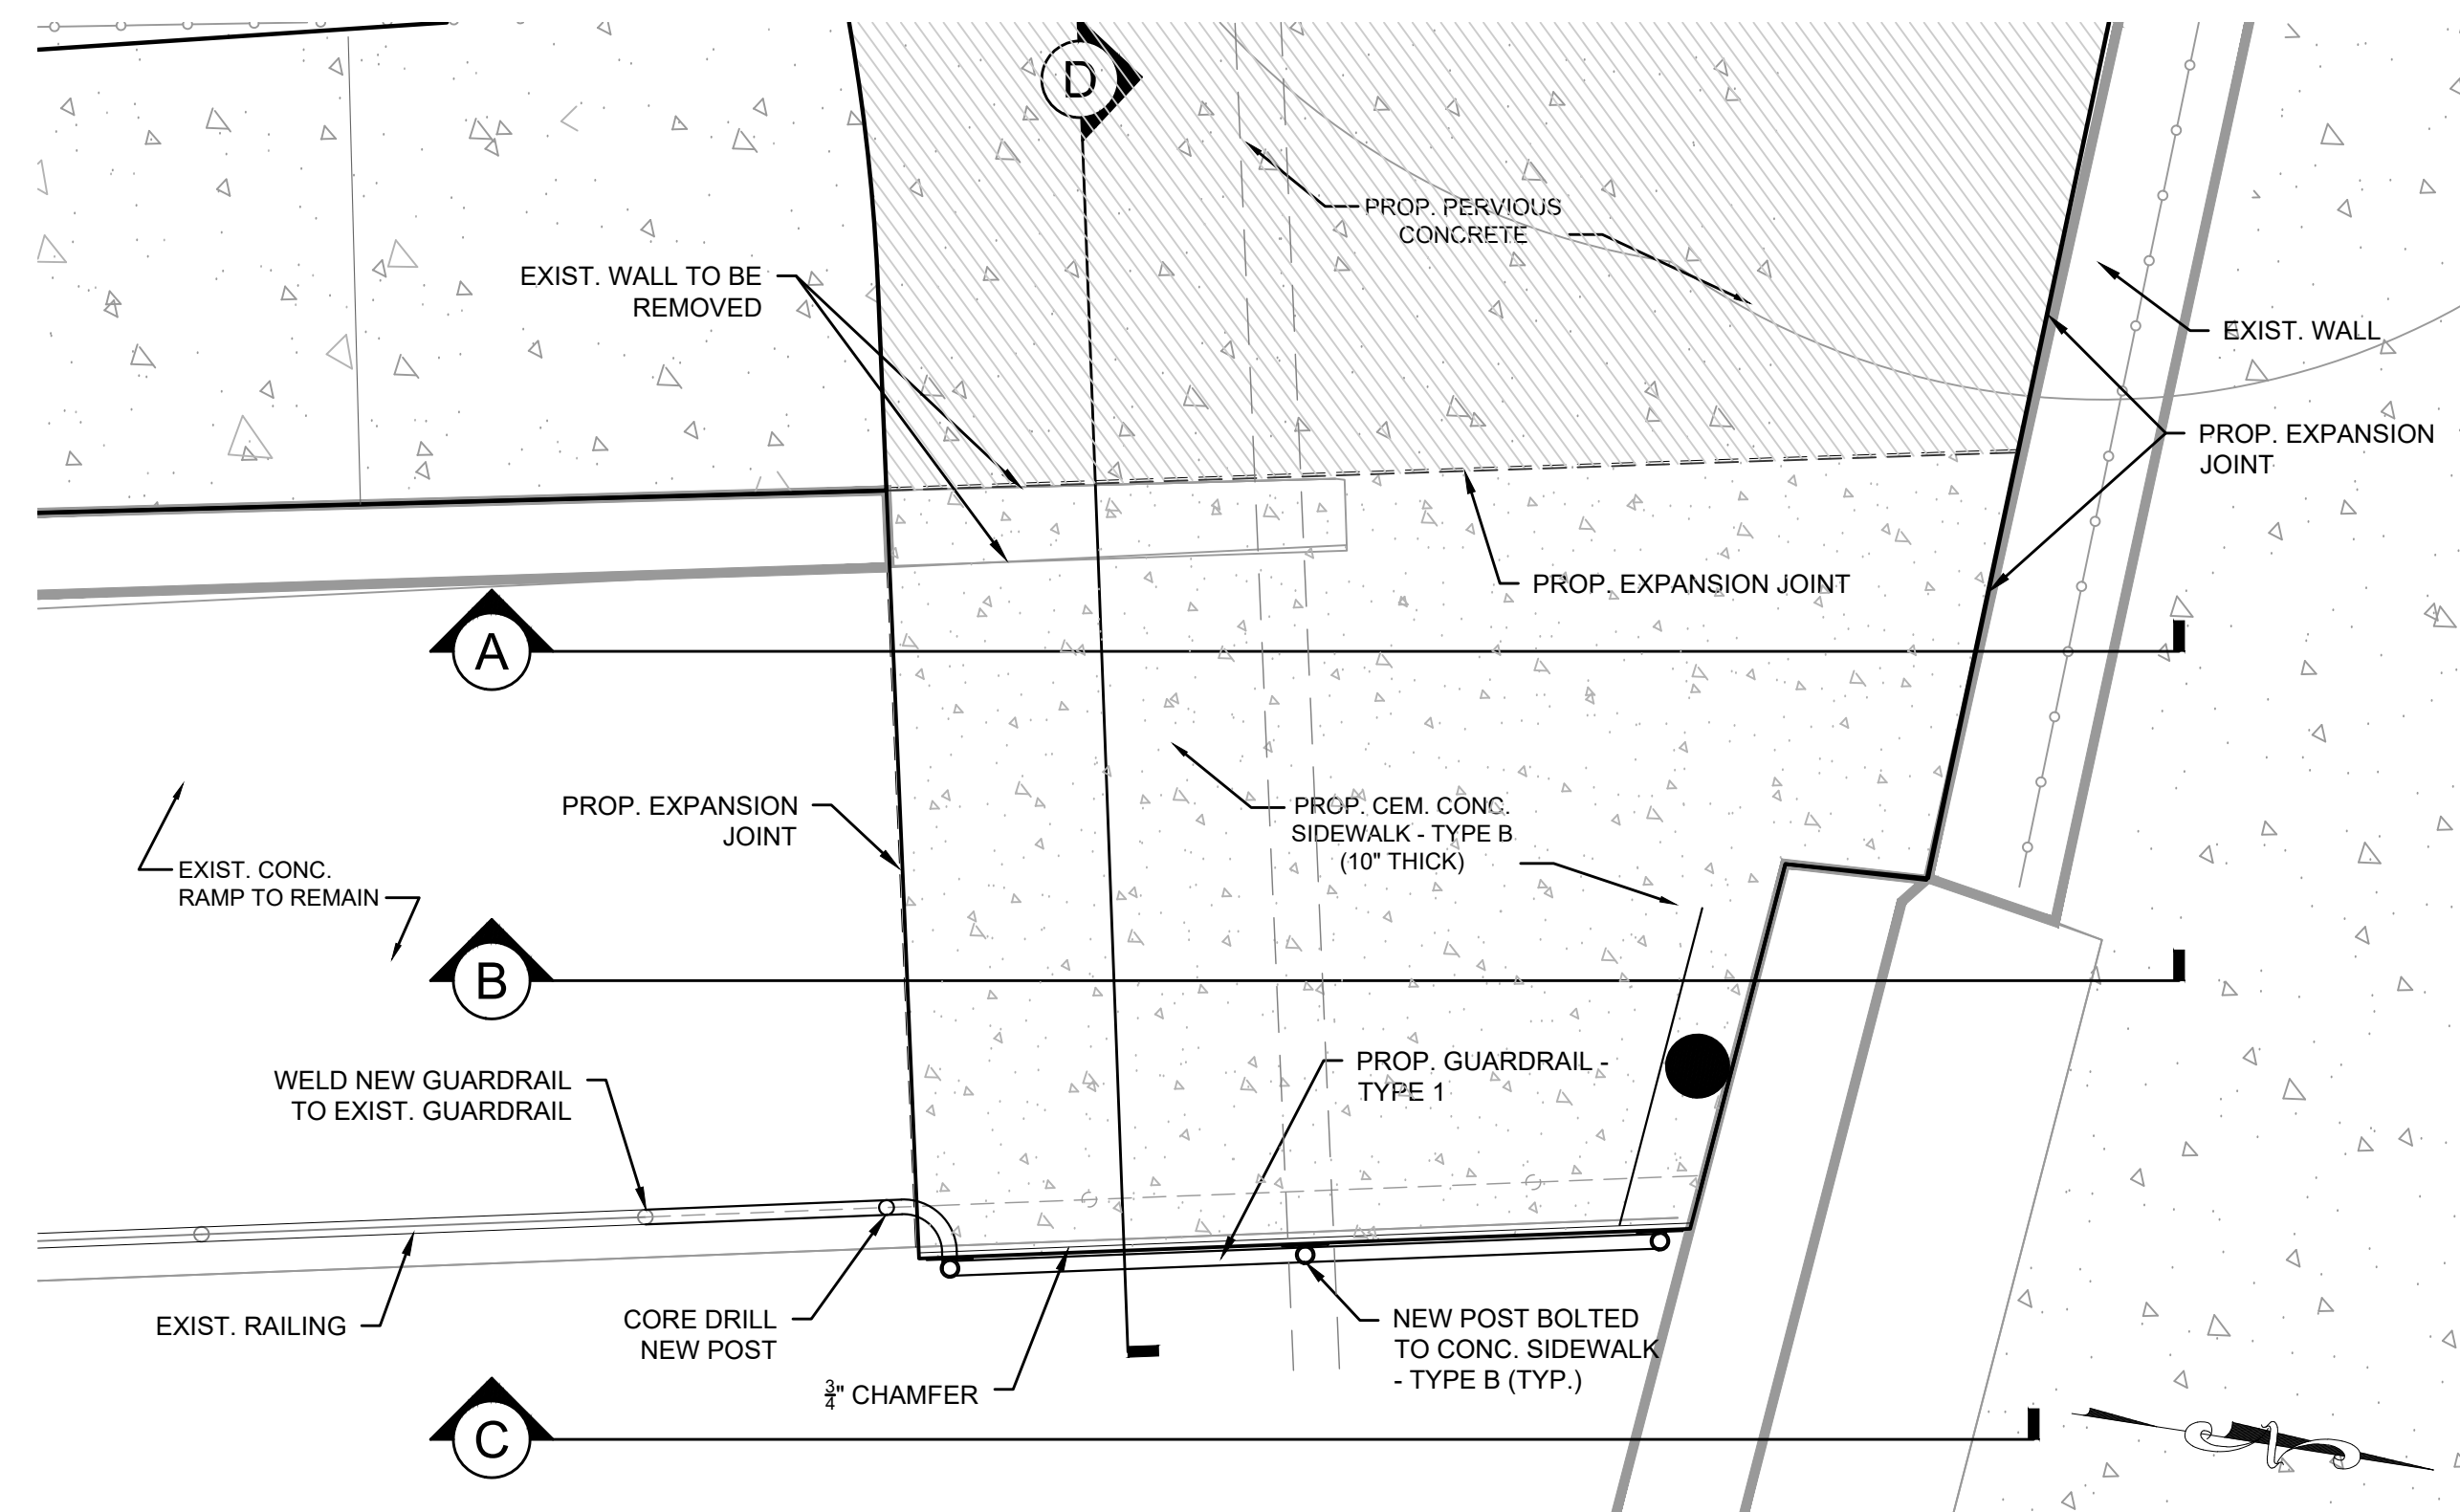 D
PROP. PERVIOUS
CONCRETE
EXIST. WALL TO BE
REMOVED
EXIST. WALL
PROP. EXPANSION
JOINT
PROP. EXPANSION JOINT
A
PROP. EXPANSION
JOINT
PROP. CEM. CONC.
SIDEWALK - TYPE B
(10" THICK)
EXIST. CONC.
RAMP TO REMAIN
B
WELD NEW GUARDRAIL
TO EXIST. GUARDRAIL
PROP. GUARDRAIL -
TYPE 1
EXIST. RAILING
CORE DRILL
NEW POST
NEW POST BOLTED
TO CONC. SIDEWALK
- TYPE B (TYP.)
3/4" CHAMFER
C